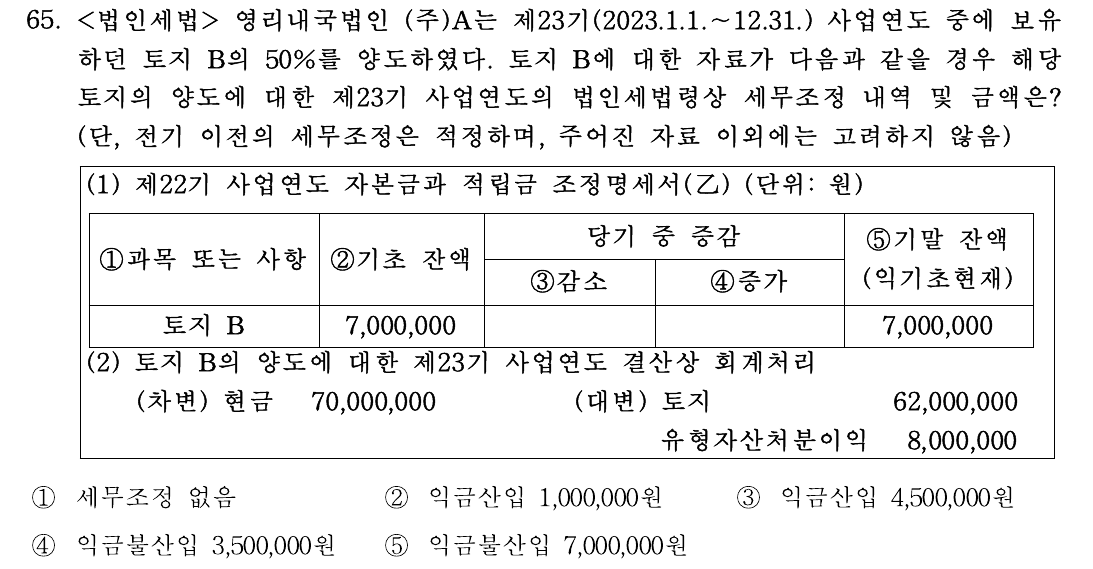 65. <법인세법> 영리내국법인 (주)A는 제23기(2023.1.1.~12.31.) 사업연도 중에 보유
하던 토지 B의 50%를 양도하였다. 토지 B에 대한 자료가 다음과 같을 경우 해당
토지의 양도에 대한 제23기 사업연도의 법인세법령상 세무조정 내역 및 금액은?
(단, 전기 이전의 세무조정은 적정하며, 주어진 자료 이외에는 고려하지 않음)
(1) 제22기 사업연도 자본금과 적립금 조정명세서(乙) (단위: 원)
①과목 또는 사항 ②기초 잔액 당기 중 증감 ⑤기말 잔액
(익기초현재)
③감소 ④증가
토지 B 7,000,000 7,000,000
(2) 토지 B의 양도에 대한 제23기 사업연도 결산상 회계처리
(차변) 현금 70,000,000 (대변) 토지 62,000,000
유형자산처분이익 8,000,000
① 세무조정 없음 ② 익금산입 1,000,000원 ③ 익금산입 4,500,000원
④ 익금불산입 3,500,000원 ⑤ 익금불산입 7,000,000원